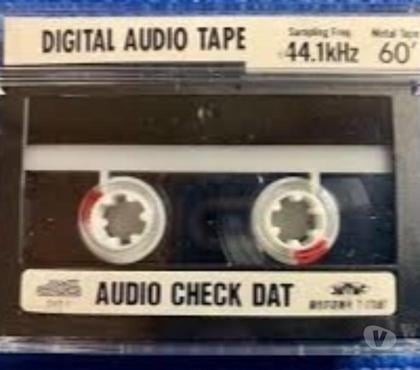 DIGITAL AUDIO TAPE
Sampling Freq
44.1kHz
Metal Tape
60'
AUDIO CHECK DAT